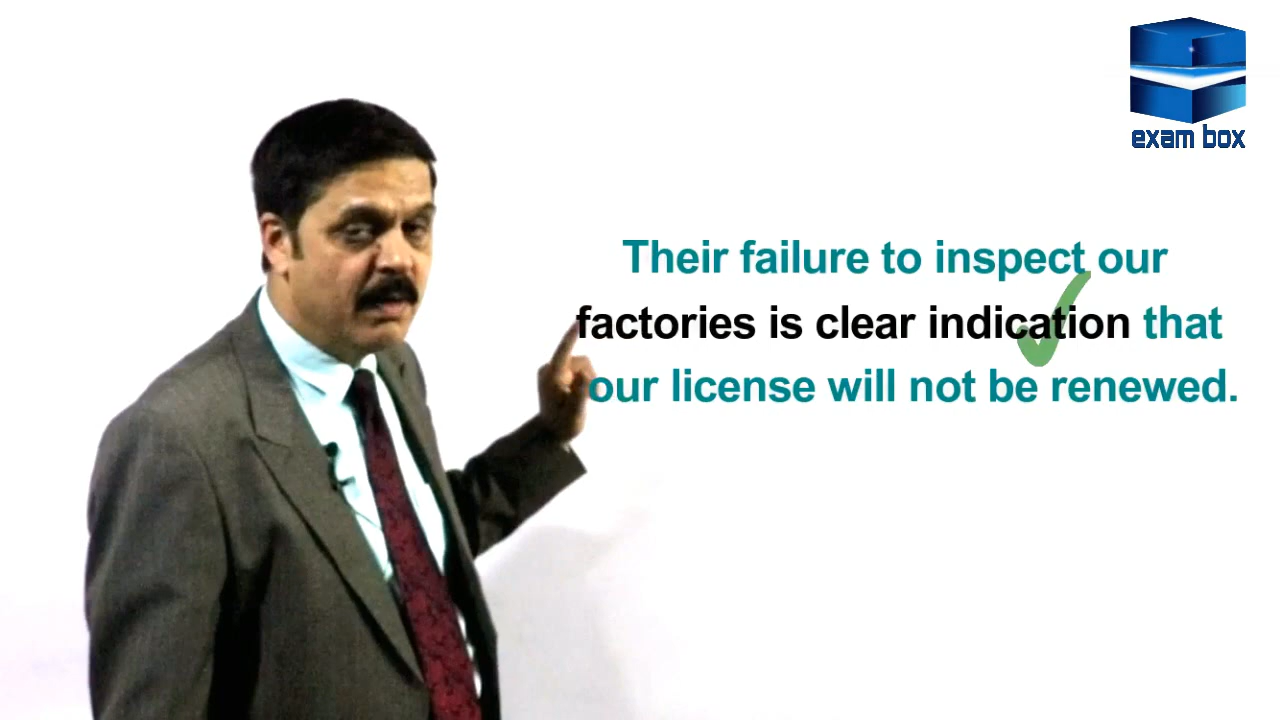 exam box
Their failure to inspect our
factories is clear indication that
our license will not be renewed.